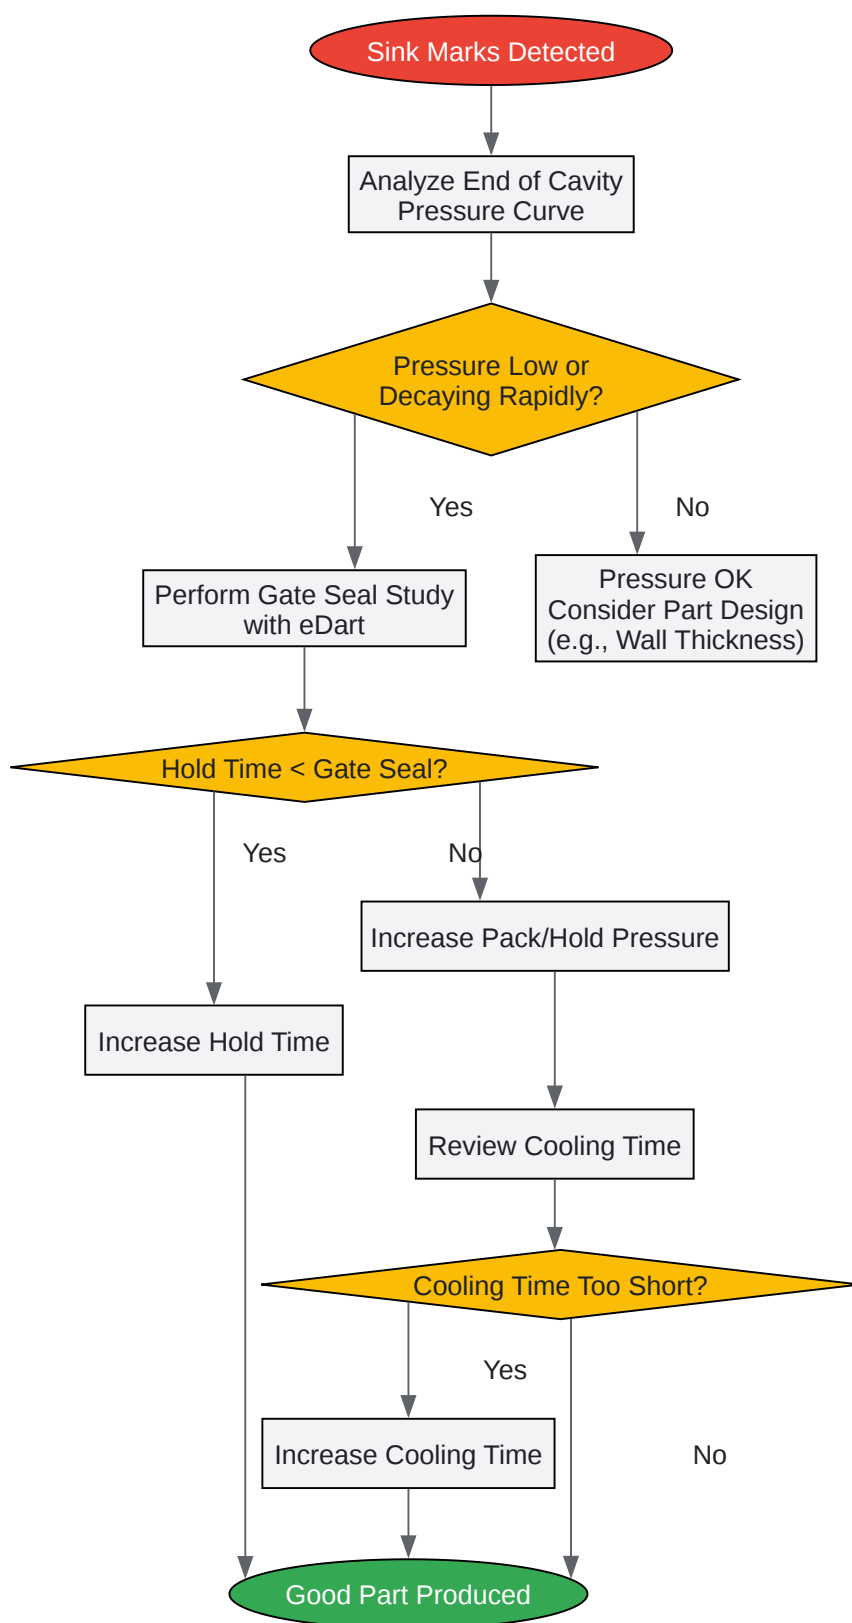 Sink Marks Detected
Analyze End of Cavity
Pressure Curve
Pressure Low or
Decaying Rapidly?
Yes
No
Perform Gate Seal Study
with eDart
Pressure OK
Consider Part Design
(e.g., Wall Thickness)
Hold Time < Gate Seal?
Yes
No
Increase Pack/Hold Pressure
Increase Hold Time
Review Cooling Time
Cooling Time Too Short?
Yes
Increase Cooling Time
No
Good Part Produced